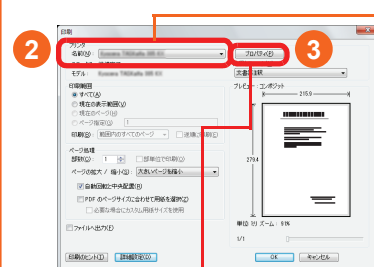 印刷
2
3
プリンタ
名前(N):
プロパティ(P)
モデル:
文書と注釈
印刷範囲
すべて(A)
現在の表示範囲(V)
現在のページ(U)
ページ指定(G) 1
印刷(R): 範囲内のすべてのページ 逆順に印刷(E)
ページ処理
部数(C): 1 部単位で印刷(O)
ページの拡大 / 縮小(S): 大きいページを縮小
自動回転と中央配置(R)
PDF のページサイズに合わせて用紙を選択(Z)
必要な場合にカスタム用紙サイズを使用
ファイルへ出力(F)
プレビュー: コンポジット
215.9
279.4
単位: ミリ ズーム: 91%
1/1
印刷のヒント(T) 詳細設定(D) OK キャンセル